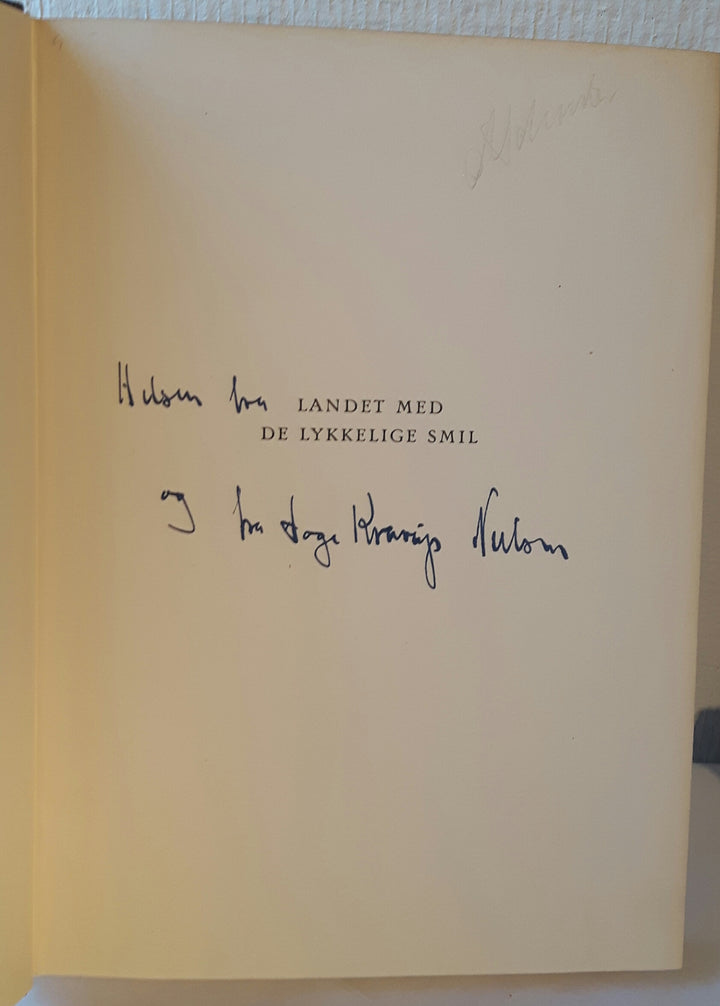 Hilsen fra LANDET MED
DE LYKKELIGE SMIL
og fra Aage Krarup Nielsen